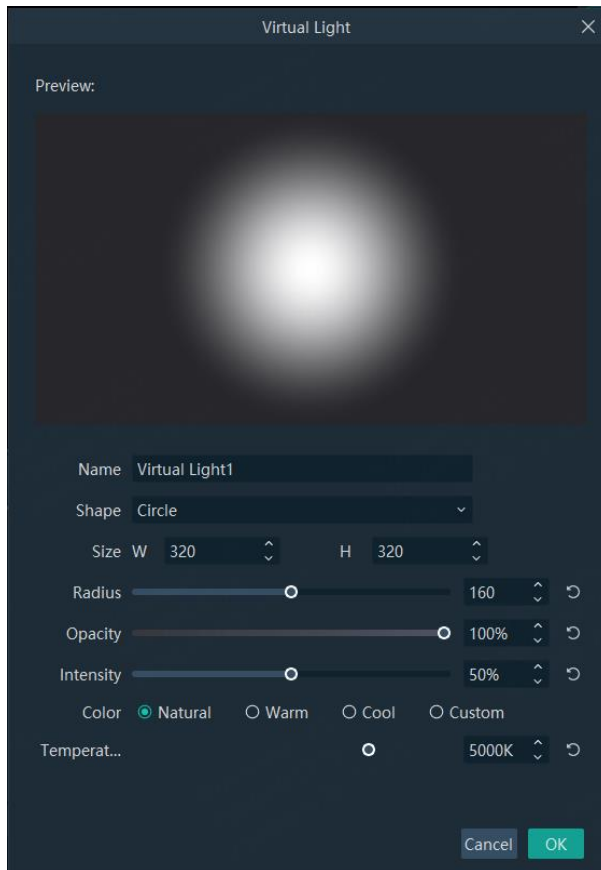 Virtual Light
Preview:
Name Virtual Light1
Shape Circle
Size W 320 H 320
Radius 160
Opacity 100%
Intensity 50%
Color Natural Warm Cool Custom
Temperat... 5000K
Cancel OK